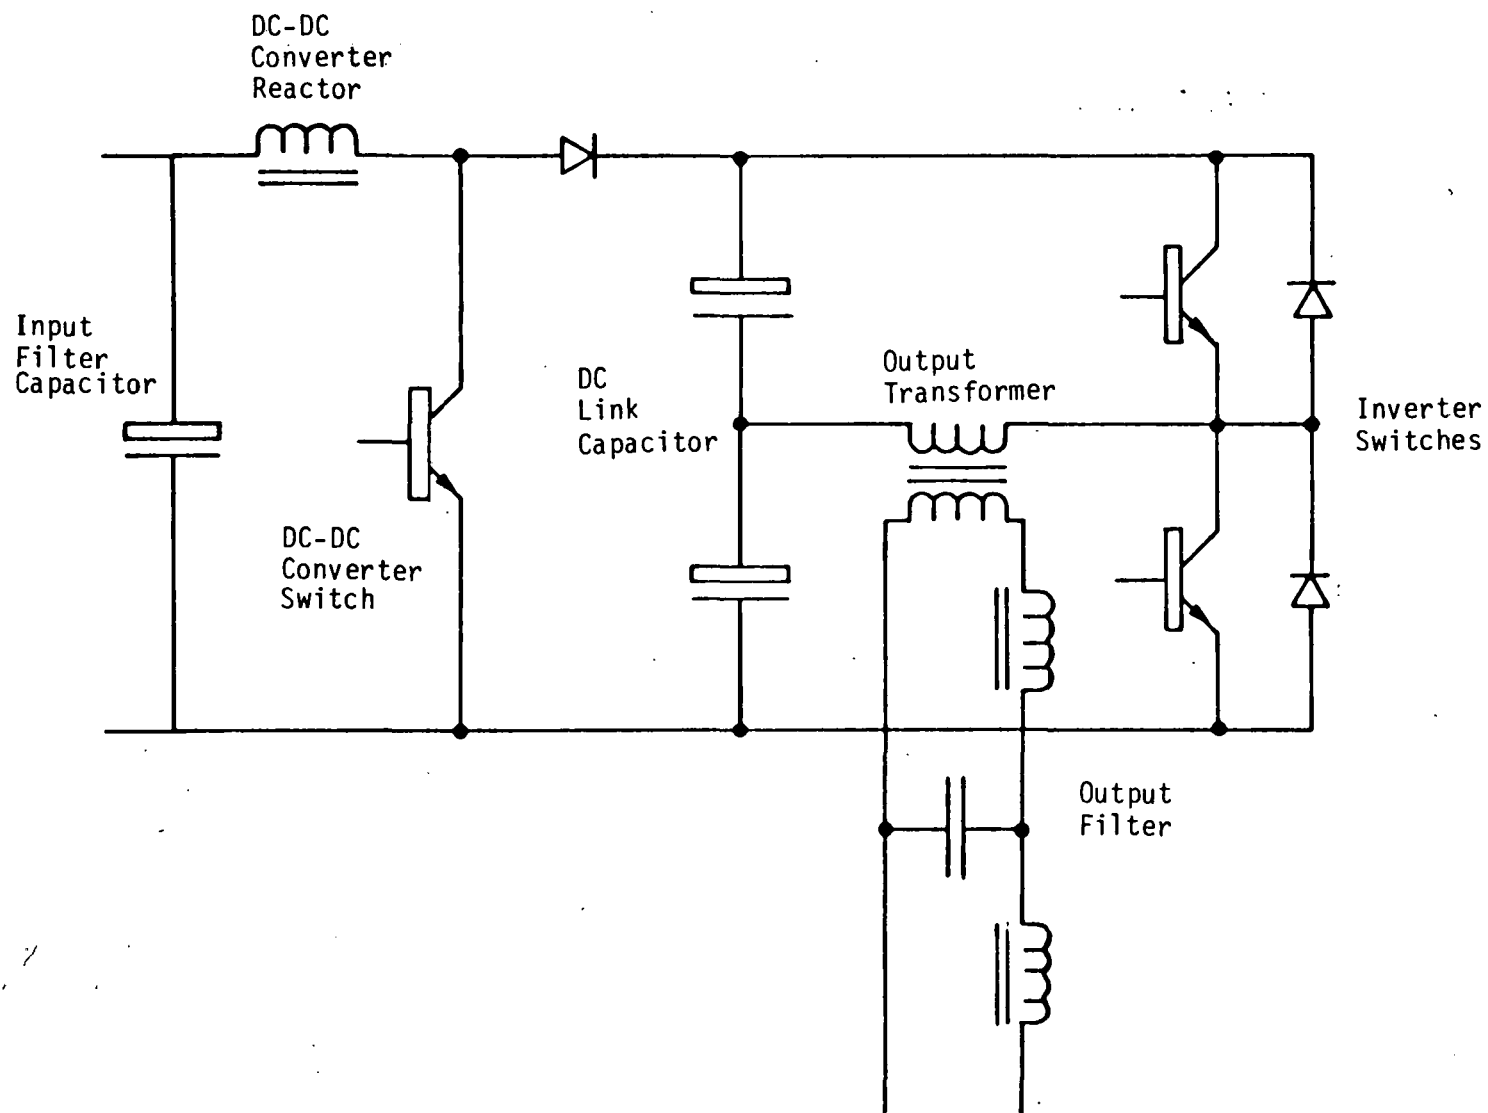 DC-DC
Converter
Reactor
Input
Filter
Capacitor
DC
Link
Capacitor
Output
Transformer
Inverter
Switches
DC-DC
Converter
Switch
Output
Filter